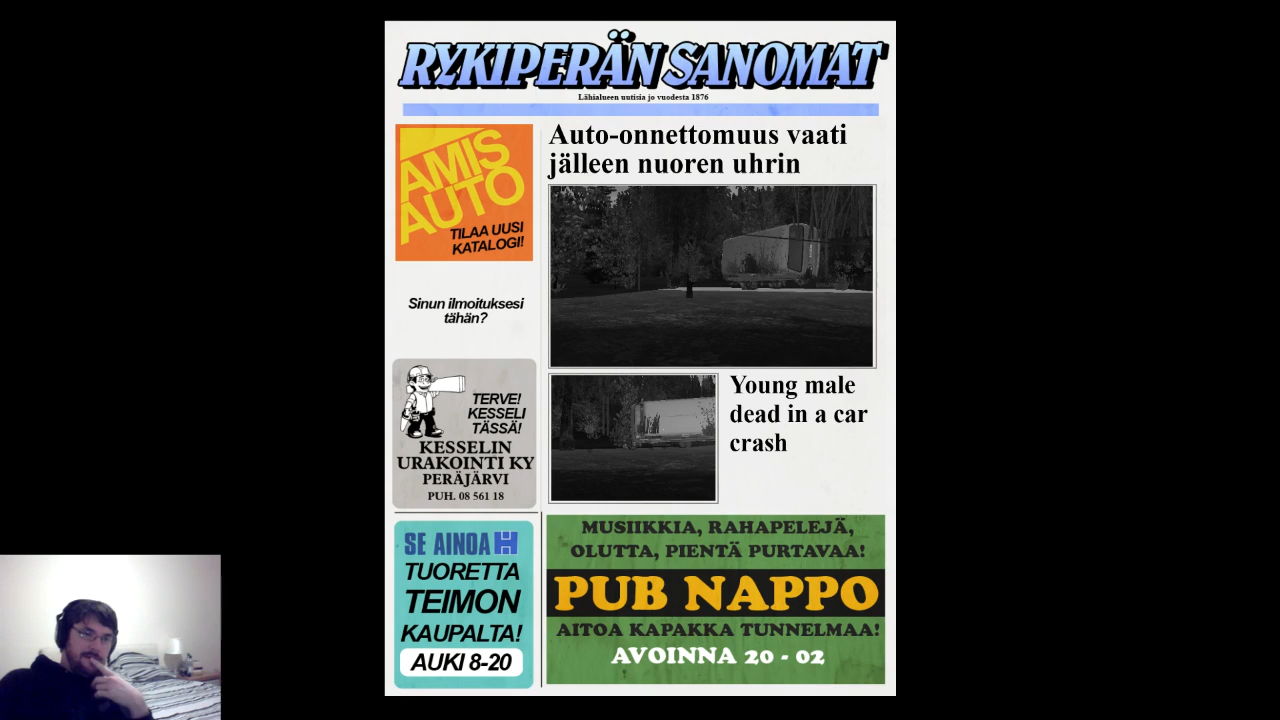 RYKIPERÄN SANOMAT
Lähialueen uutisia jo vuodesta 1876
AMIS
AUTO
TILAA UUSI
KATALOGI!
Sinun ilmoituksesi
tähän?
TERVE!
KESSELI
TÄSSÄ!
KESSELIN
URAKOINTI KY
PERÄJÄRVI
PUH. 08 561 18
SE AINOA H
TUORETTA
TEIMON
KAUPALTA!
AUKI 8-20
Auto-onnettomuus vaati
jälleen nuoren uhrin
Young male
dead in a car
crash
MUSIIKKIA, RAHAPELEJÄ,
OLUTTA, PIENTÄ PURTAVAA!
PUB NAPPO
AITOA KAPAKKA TUNNELMAA!
AVOINNA 20 - 02